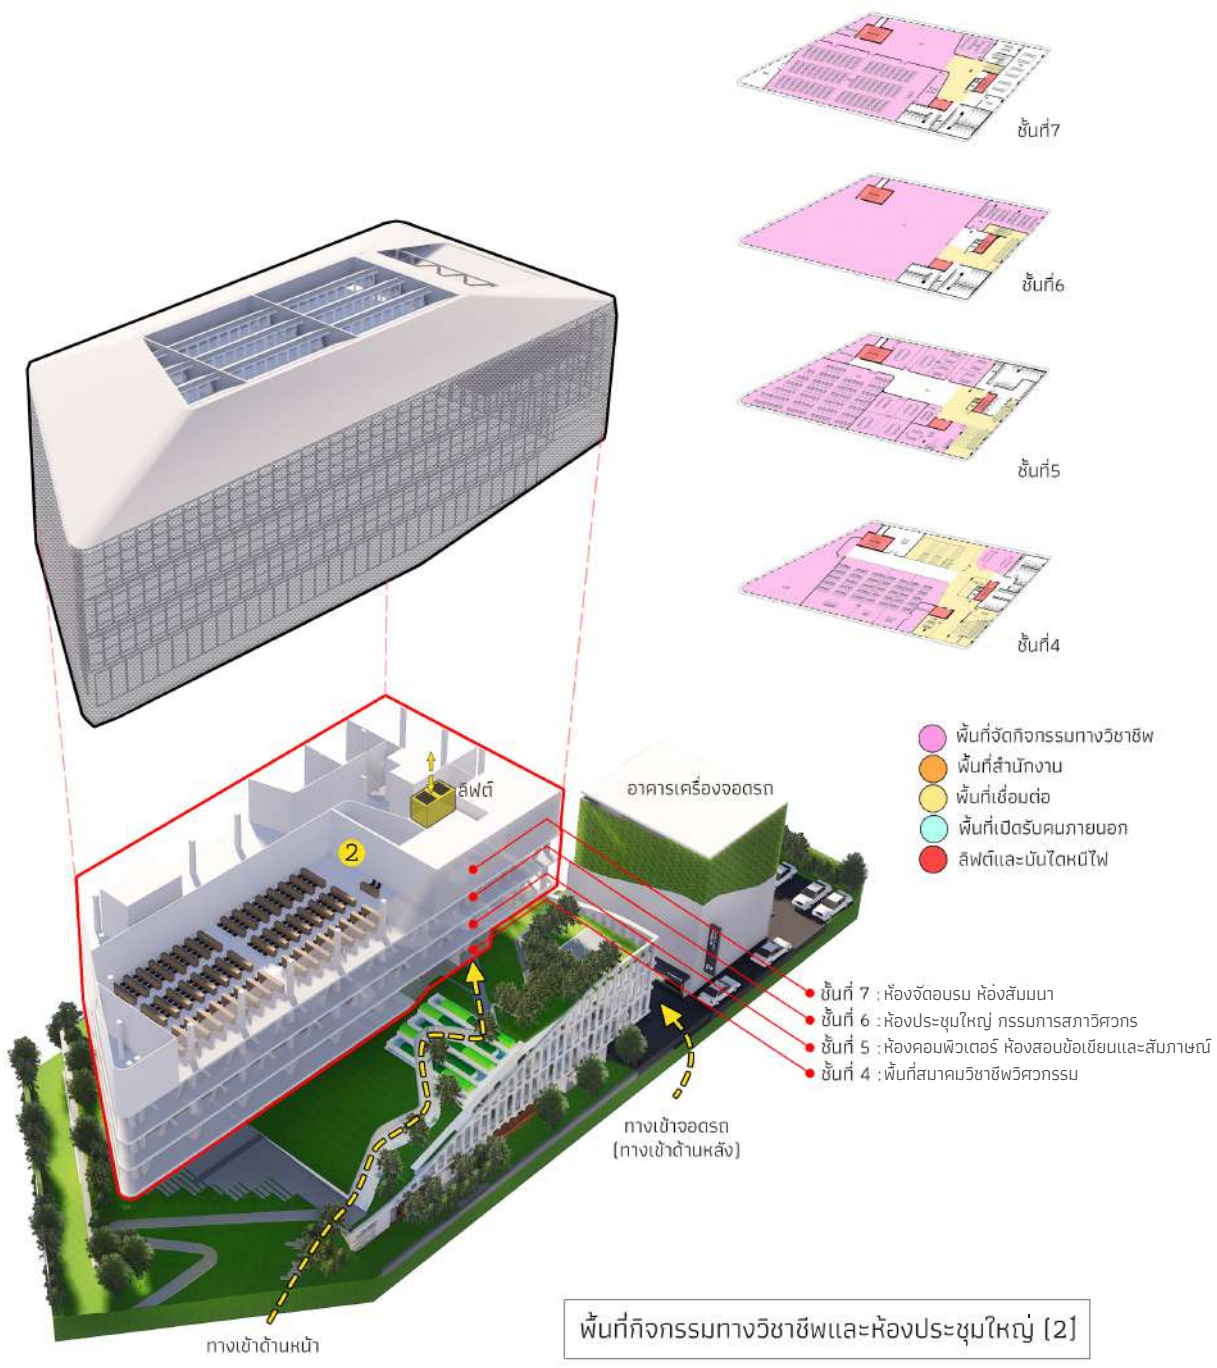 ชั้นที่7
ชั้นที่6
ชั้นที่5
ชั้นที่4
พื้นที่จัดกิจกรรมทางวิชาชีพ
พื้นที่สำนักงาน
พื้นที่เชื่อมต่อ
พื้นที่เปิดรับคนภายนอก
ลิฟต์และบันไดหนีไฟ
ลิฟต์
อาคารเครื่องจอดรถ
2
ชั้นที่ 7 : ห้องจัดอบรม ห้องสัมมนา
ชั้นที่ 6 : ห้องประชุมใหญ่ กรรมการสภาวิศวกร
ชั้นที่ 5 : ห้องคอมพิวเตอร์ ห้องสอบข้อเขียนและสัมภาษณ์
ชั้นที่ 4 : พื้นที่สมาคมวิชาชีพวิศวกรรม
ทางเข้าจอดรถ
(ทางเข้าด้านหลัง)
ทางเข้าด้านหน้า
พื้นที่กิจกรรมทางวิชาชีพและห้องประชุมใหญ่ [2]